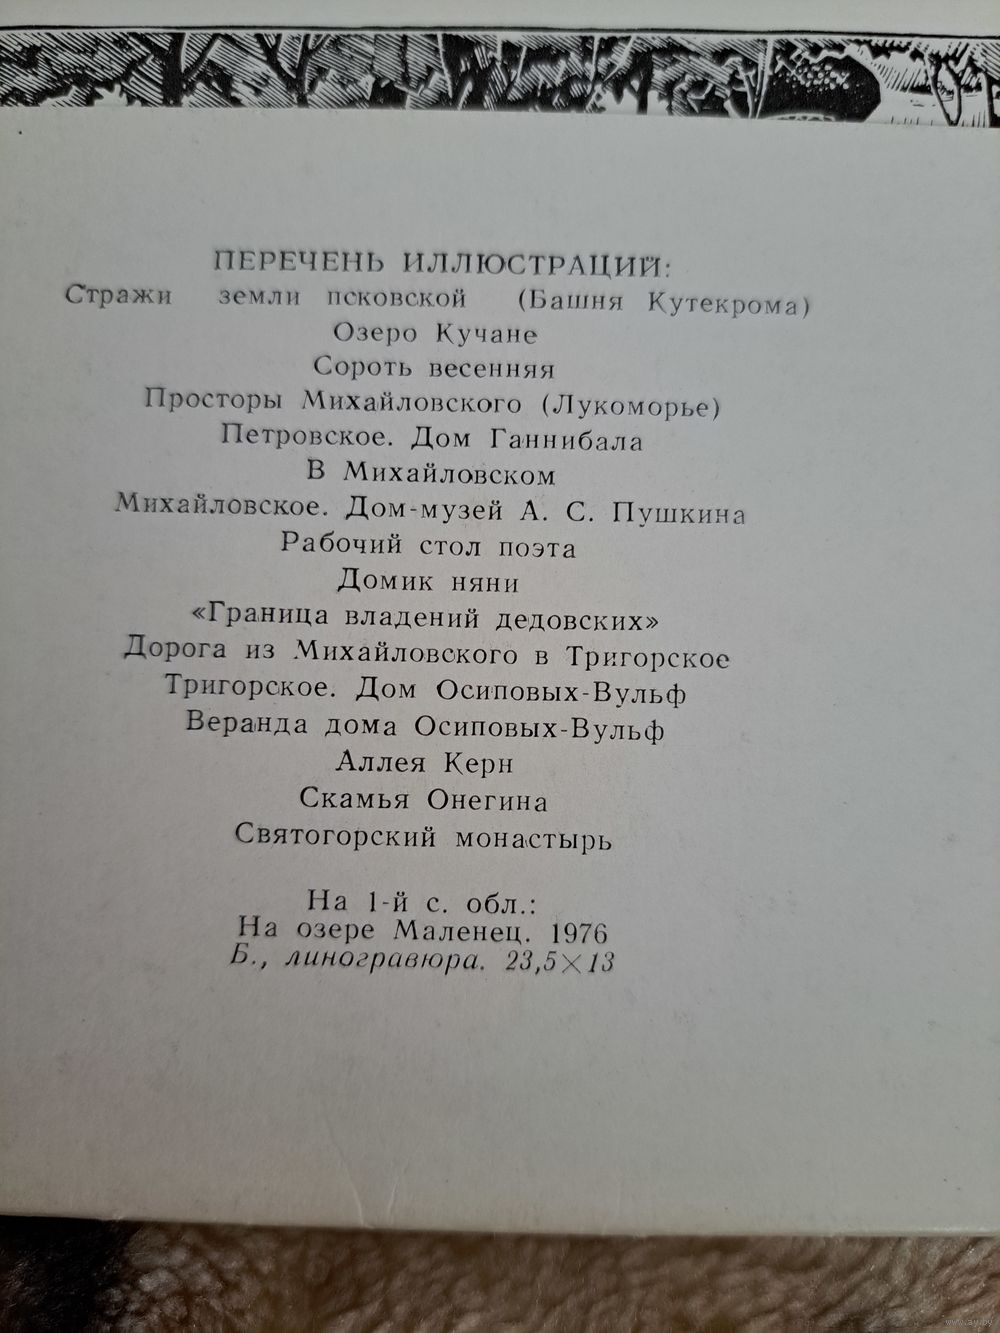 ПЕРЕЧЕНЬ ИЛЛЮСТРАЦИЙ:
Стражи земли псковской (Башня Кутекрома)
Озеро Кучане
Сороть весенняя
Просторы Михайловского (Лукоморье)
Петровское. Дом Ганнибала
В Михайловском
Михайловское. Дом-музей А. С. Пушкина
Рабочий стол поэта
Домик няни
«Граница владений дедовских»
Дорога из Михайловского в Тригорское
Тригорское. Дом Осиповых-Вульф
Веранда дома Осиповых-Вульф
Аллея Керн
Скамья Онегина
Святогорский монастырь
На 1-й с. обл.:
На озере Маленец. 1976
Б., линогравюра. 23,5×13
www.ay.by